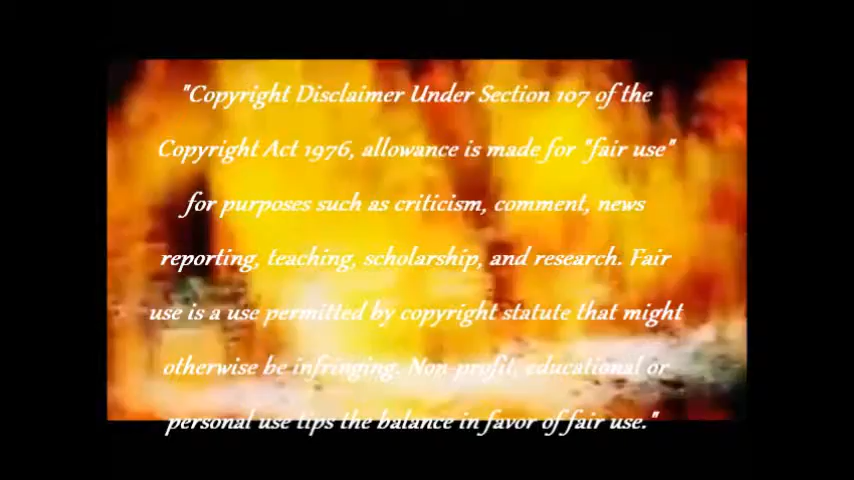 "Copyright Disclaimer Under Section 107 of the
Copyright Act 1976, allowance is made for "fair use"
for purposes such as criticism, comment, news
reporting, teaching, scholarship, and research. Fair
use is a use permitted by copyright statute that might
otherwise be infringing. Non-profit, educational or
personal use tips the balance in favor of fair use."